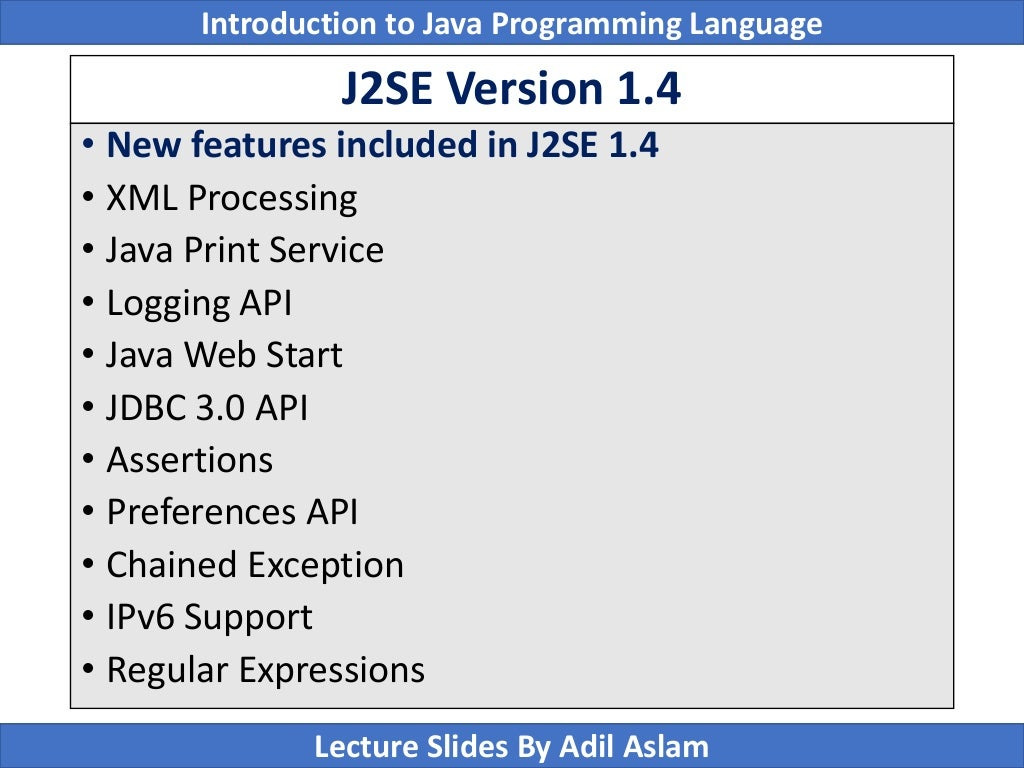 Introduction to Java Programming Language
J2SE Version 1.4
• New features included in J2SE 1.4
• XML Processing
• Java Print Service
• Logging API
• Java Web Start
• JDBC 3.0 API
• Assertions
• Preferences API
• Chained Exception
• IPv6 Support
• Regular Expressions
Lecture Slides By Adil Aslam